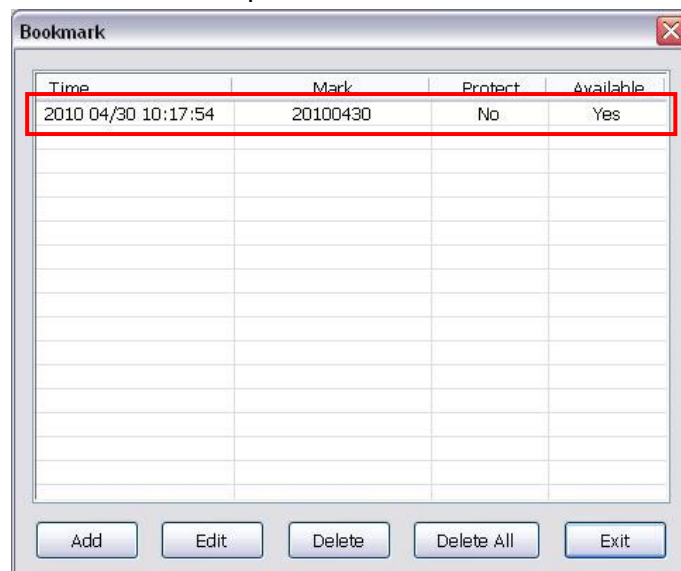 Bookmark
Time Mark Protect Available
2010 04/30 10:17:54 20100430 No Yes
Add Edit Delete Delete All Exit